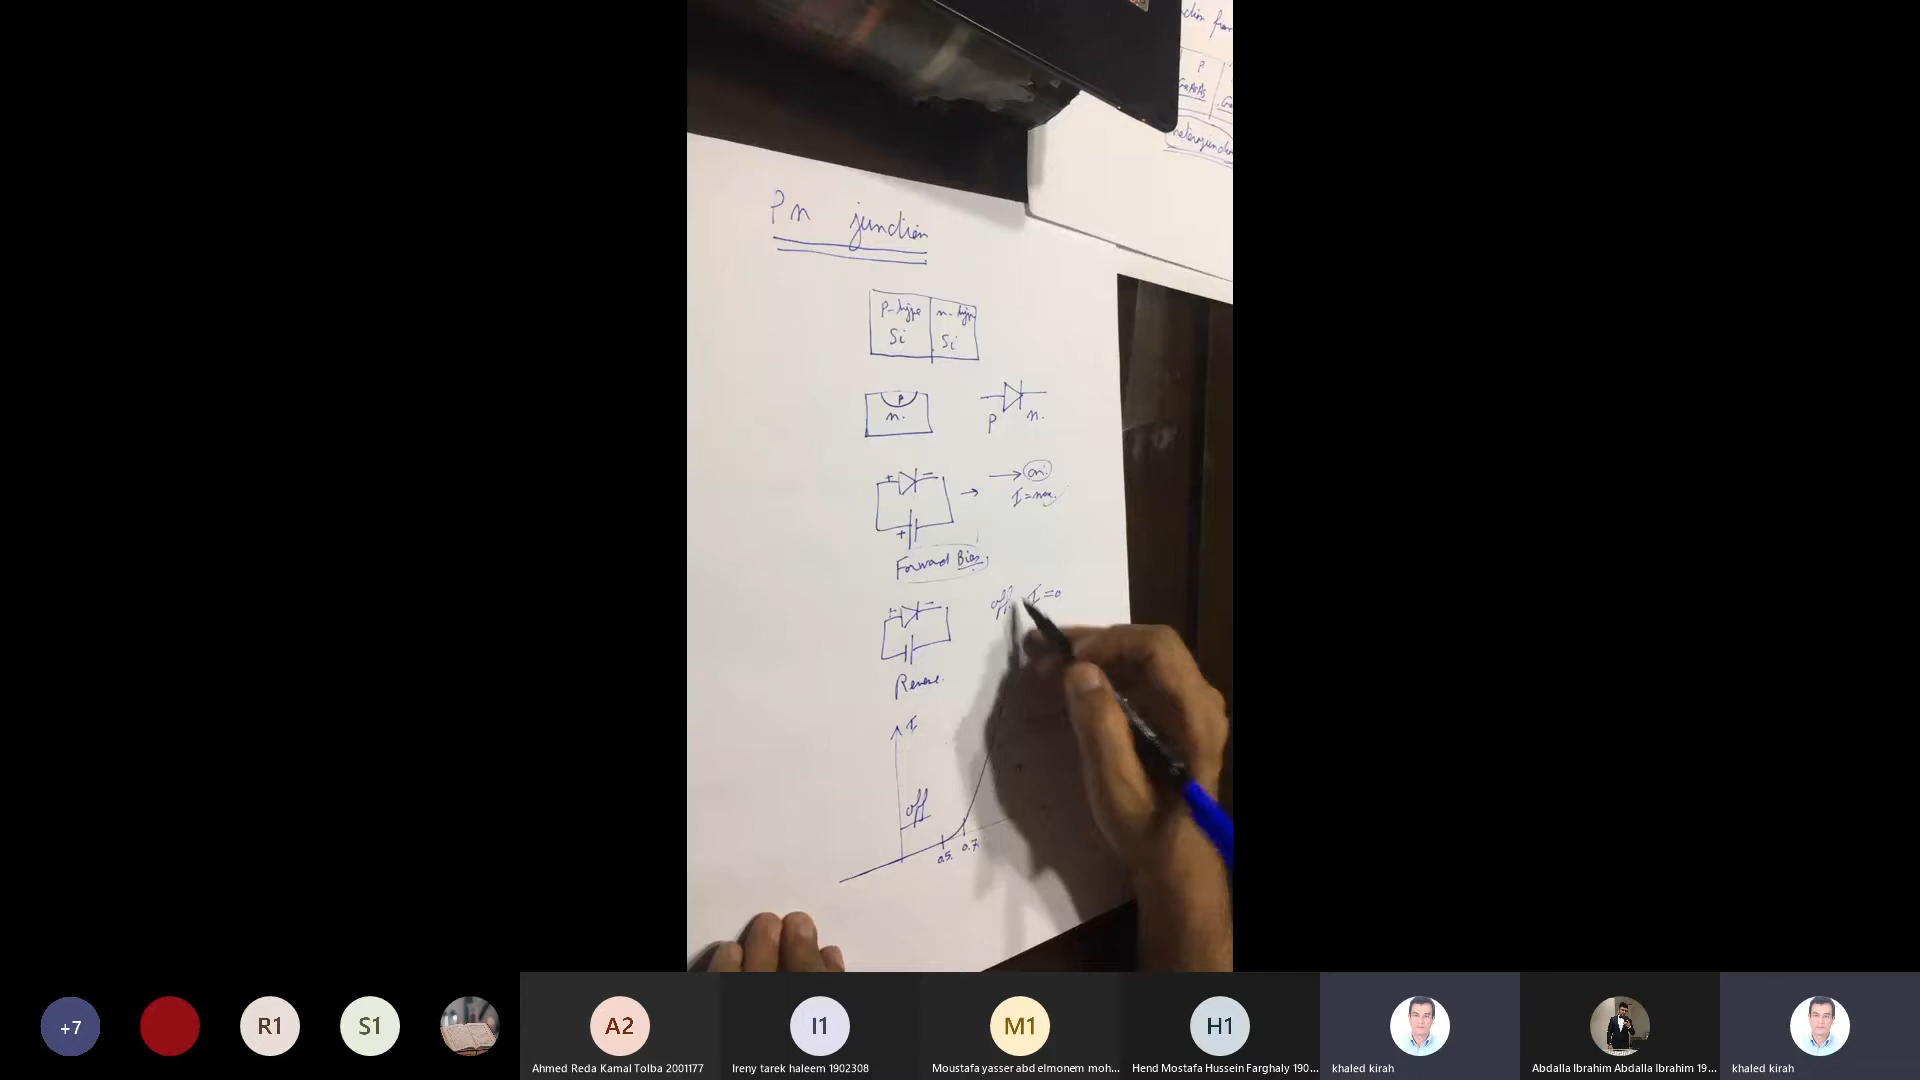 P
GaAlAs
Pn junction
p-type n-type
Si Si
p
n.
P n.
+ -
on.
I = max.
+
Forward Bias.
+ -
off I = 0
Reverse.
I
off
0.5. 0.7
+7
R1
S1
A2
Ahmed Reda Kamal Tolba 2001177
I1
Ireny tarek haleem 1902308
M1
Moustafa yasser abd elmonem moh...
H1
Hend Mostafa Hussein Farghaly 190...
khaled kirah
Abdalla Ibrahim Abdalla Ibrahim 19...
khaled kirah